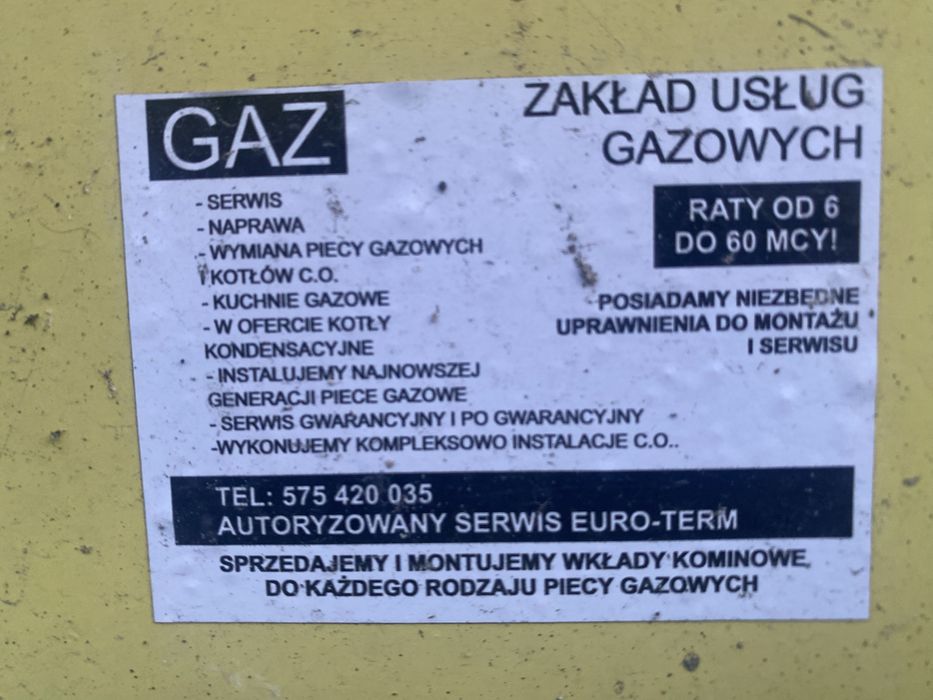 GAZ
ZAKŁAD USŁUG
GAZOWYCH
- SERWIS
- NAPRAWA
- WYMIANA PIECY GAZOWYCH
I KOTŁÓW C.O.
- KUCHNIE GAZOWE
- W OFERCIE KOTŁY
KONDENSACYJNE
- INSTALUJEMY NAJNOWSZEJ
GENERACJI PIECE GAZOWE
- SERWIS GWARANCYJNY I PO GWARANCYJNY
-WYKONUJEMY KOMPLEKSOWO INSTALACJE C.O..
RATY OD 6
DO 60 MCY!
POSIADAMY NIEZBĘDNE
UPRAWNIENIA DO MONTAŻU
I SERWISU
TEL: 575 420 035
AUTORYZOWANY SERWIS EURO-TERM
SPRZEDAJEMY I MONTUJEMY WKŁADY KOMINOWE,
DO KAŻDEGO RODZAJU PIECY GAZOWYCH